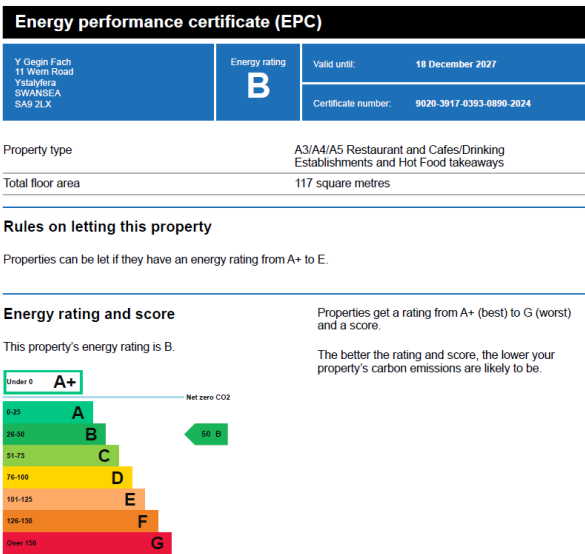 Energy performance certificate (EPC)
Y Gegin Fach
11 Wern Road
Ystalyfera
SWANSEA
SA9 2LX
Energy rating
B
Valid until:
18 December 2027
Certificate number:
9020-3917-0393-0890-2024
Property type
A3/A4/A5 Restaurant and Cafes/Drinking
Establishments and Hot Food takeaways
Total floor area
117 square metres
Rules on letting this property
Properties can be let if they have an energy rating from A+ to E.
Energy rating and score
This property's energy rating is B.
Properties get a rating from A+ (best) to G (worst)
and a score.
The better the rating and score, the lower your
property's carbon emissions are likely to be.
Under 0 A+
Net zero CO2
0-25 A
26-50 B
50 B
51-75 C
76-100 D
101-125 E
126-150 F
Over 150 G